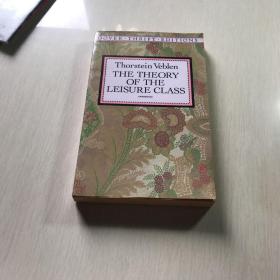 DOVER · THRIFT · EDITIONS
Thorstein Veblen
THE THEORY
OF THE
LEISURE CLASS